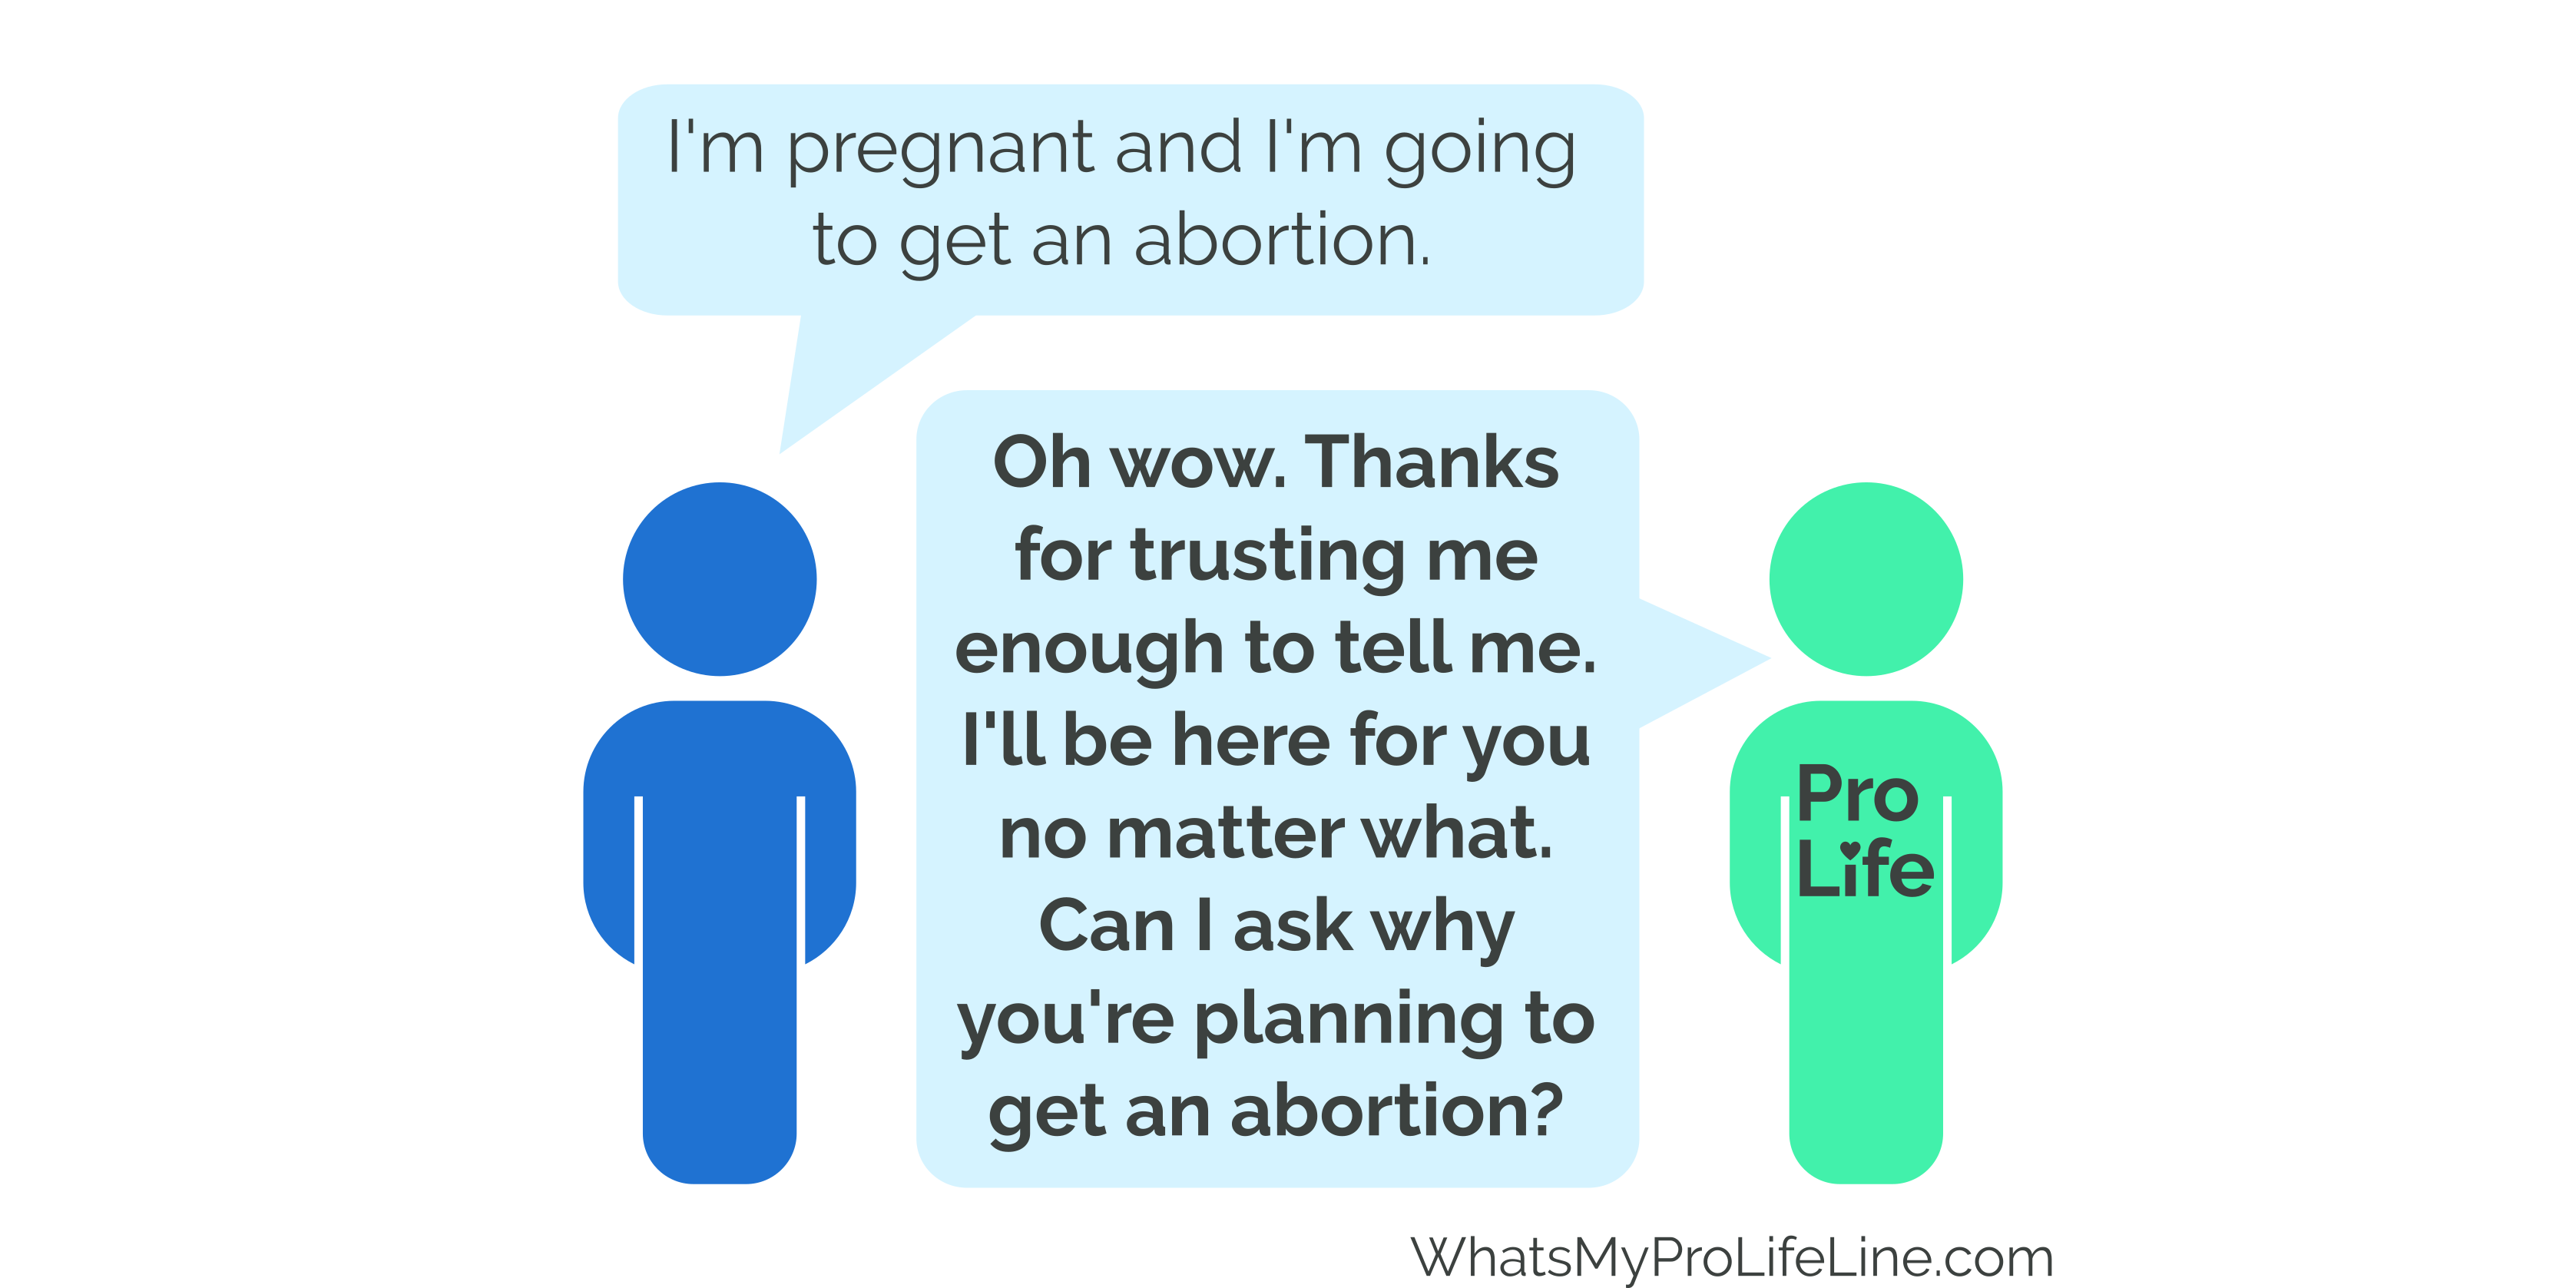 I'm pregnant and I'm going
to get an abortion.
Oh wow. Thanks
for trusting me
enough to tell me.
I'll be here for you
no matter what.
Can I ask why
you're planning to
get an abortion?
Pro
Life
WhatsMyProLifeLine.com